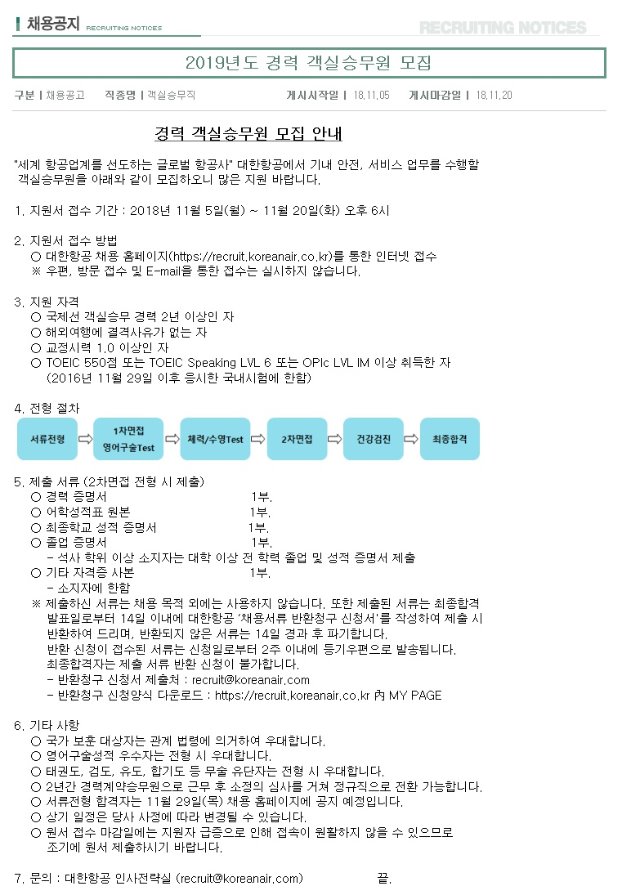 채용공지 RECRUITING NOTICES
RECRUITING NOTICES
2019년도 경력 객실승무원 모집
구분 | 채용공고 직종명 | 객실승무직 게시시작일 | 18.11.05 게시마감일 | 18.11.20
경력 객실승무원 모집 안내
"세계 항공업계를 선도하는 글로벌 항공사" 대한항공에서 기내 안전, 서비스 업무를 수행할
객실승무원을 아래와 같이 모집하오니 많은 지원 바랍니다.
1. 지원서 접수 기간 : 2018년 11월 5일(월) ~ 11월 20일(화) 오후 6시
2. 지원서 접수 방법
○ 대한항공 채용 홈페이지(https://recruit.koreanair.co.kr)를 통한 인터넷 접수
※ 우편, 방문 접수 및 E-mail을 통한 접수는 실시하지 않습니다.
3. 지원 자격
○ 국제선 객실승무 경력 2년 이상인 자
○ 해외여행에 결격사유가 없는 자
○ 교정시력 1.0 이상인 자
○ TOEIC 550점 또는 TOEIC Speaking LVL 6 또는 OPIc LVL IM 이상 취득한 자
(2016년 11월 29일 이후 응시한 국내시험에 한함)
4. 전형 절차
서류전형 ⇨ 1차면접 영어구술Test ⇨ 체력/수영Test ⇨ 2차면접 ⇨ 건강검진 ⇨ 최종합격
5. 제출 서류 (2차면접 전형 시 제출)
○ 경력 증명서 1부.
○ 어학성적표 원본 1부.
○ 최종학교 성적 증명서 1부.
○ 졸업 증명서 1부.
- 석사 학위 이상 소지자는 대학 이상 전 학력 졸업 및 성적 증명서 제출
○ 기타 자격증 사본 1부.
- 소지자에 한함
※ 제출하신 서류는 채용 목적 외에는 사용하지 않습니다. 또한 제출된 서류는 최종합격
발표일로부터 14일 이내에 대한항공 '채용서류 반환청구 신청서'를 작성하여 제출 시
반환하여 드리며, 반환되지 않은 서류는 14일 경과 후 파기합니다.
반환 신청이 접수된 서류는 신청일로부터 2주 이내에 등기우편으로 발송됩니다.
최종합격자는 제출 서류 반환 신청이 불가합니다.
- 반환청구 신청서 제출처 : recruit@koreanair.com
- 반환청구 신청양식 다운로드 : https://recruit.koreanair.co.kr 內 MY PAGE
6. 기타 사항
○ 국가 보훈 대상자는 관계 법령에 의거하여 우대합니다.
○ 영어구술성적 우수자는 전형 시 우대합니다.
○ 태권도, 검도, 유도, 합기도 등 무술 유단자는 전형 시 우대합니다.
○ 2년간 경력계약승무원으로 근무 후 소정의 심사를 거쳐 정규직으로 전환 가능합니다.
○ 서류전형 합격자는 11월 29일(목) 채용 홈페이지에 공지 예정입니다.
○ 상기 일정은 당사 사정에 따라 변경될 수 있습니다.
○ 원서 접수 마감일에는 지원자 급증으로 인해 접속이 원활하지 않을 수 있으므로
조기에 원서 제출하시기 바랍니다.
7. 문의 : 대한항공 인사전략실 (recruit@koreanair.com) 끝.